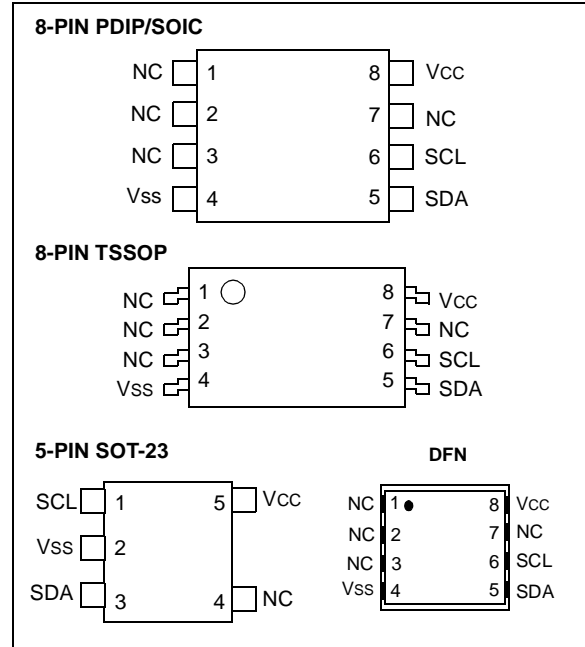 8-PIN PDIP/SOIC
NC 1 8 Vcc
NC 2 7 NC
NC 3 6 SCL
Vss 4 5 SDA
8-PIN TSSOP
NC 1 8 Vcc
NC 2 7 NC
NC 3 6 SCL
Vss 4 5 SDA
5-PIN SOT-23
SCL 1 5 Vcc
Vss 2
SDA 3 4 NC
DFN
NC 1 8 Vcc
NC 2 7 NC
NC 3 6 SCL
Vss 4 5 SDA